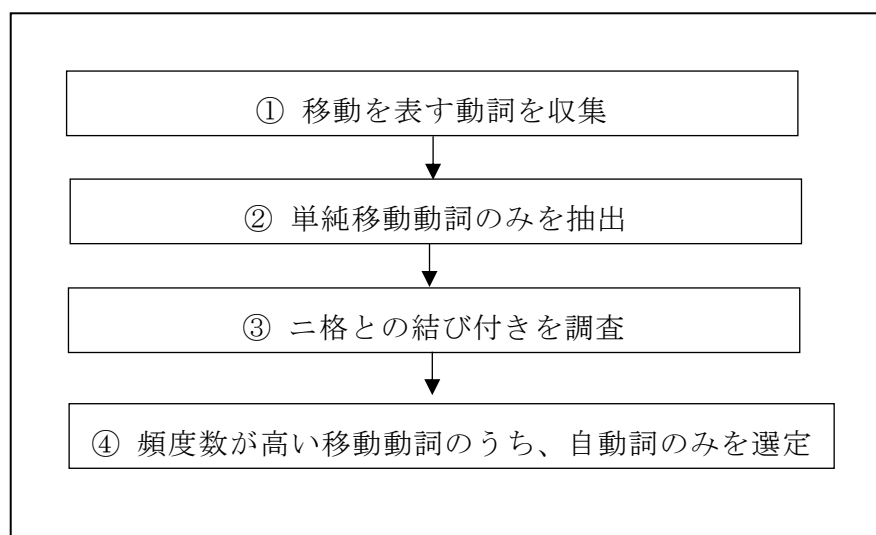 ① 移動を表す動詞を収集
② 単純移動動詞のみを抽出
③ ニ格との結び付きを調査
④ 頻度数が高い移動動詞のうち、自動詞のみを選定